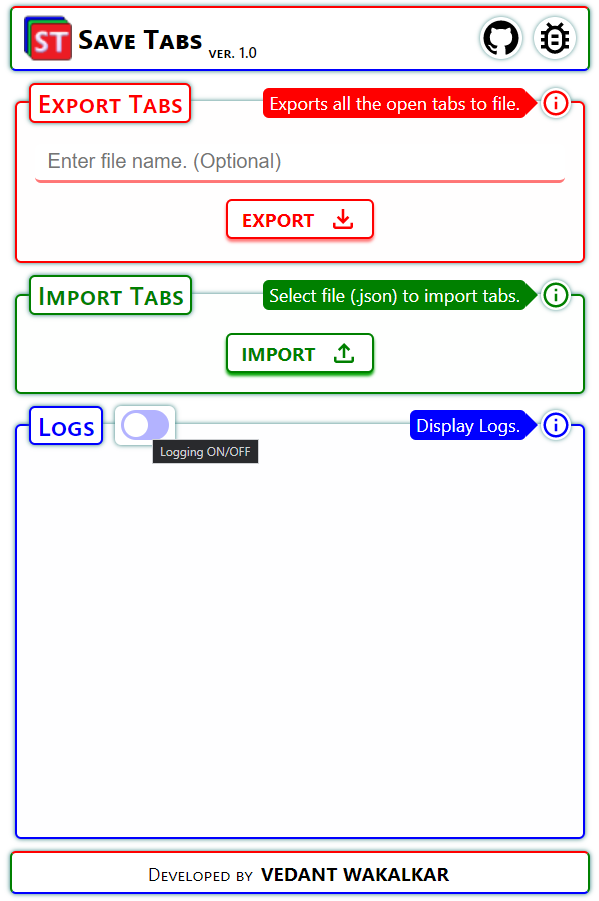 ST Save Tabs ver. 1.0
Export Tabs Exports all the open tabs to file.
Enter file name. (Optional)
EXPORT
Import Tabs Select file (.json) to import tabs.
IMPORT
Logs Display Logs.
Logging ON/OFF
Developed by VEDANT WAKALKAR